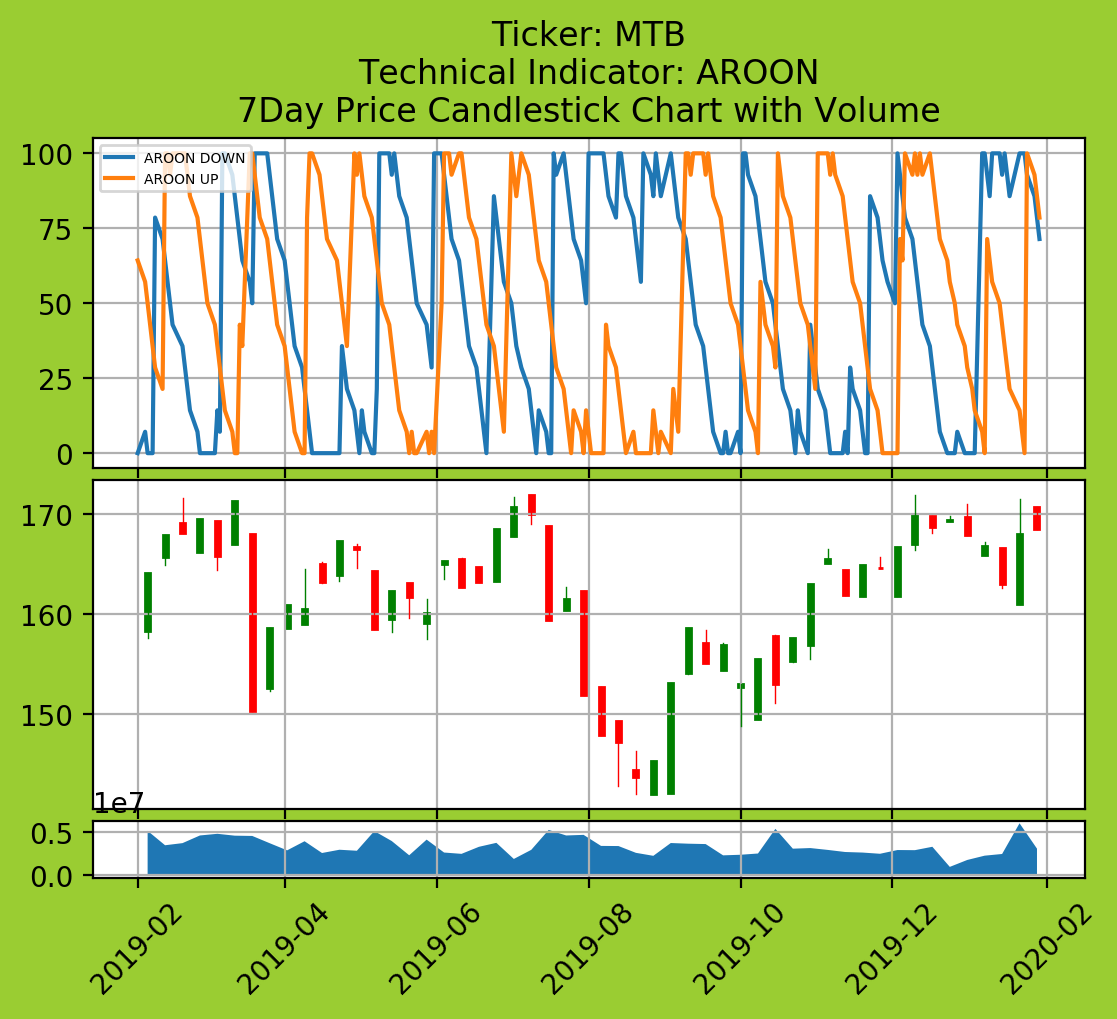 Ticker: MTB
Technical Indicator: AROON
7Day Price Candlestick Chart with Volume
100
75
50
25
0
AROON DOWN
AROON UP
170
160
150
1e7
0.5
0.0
2019-02
2019-04
2019-06
2019-08
2019-10
2019-12
2020-02